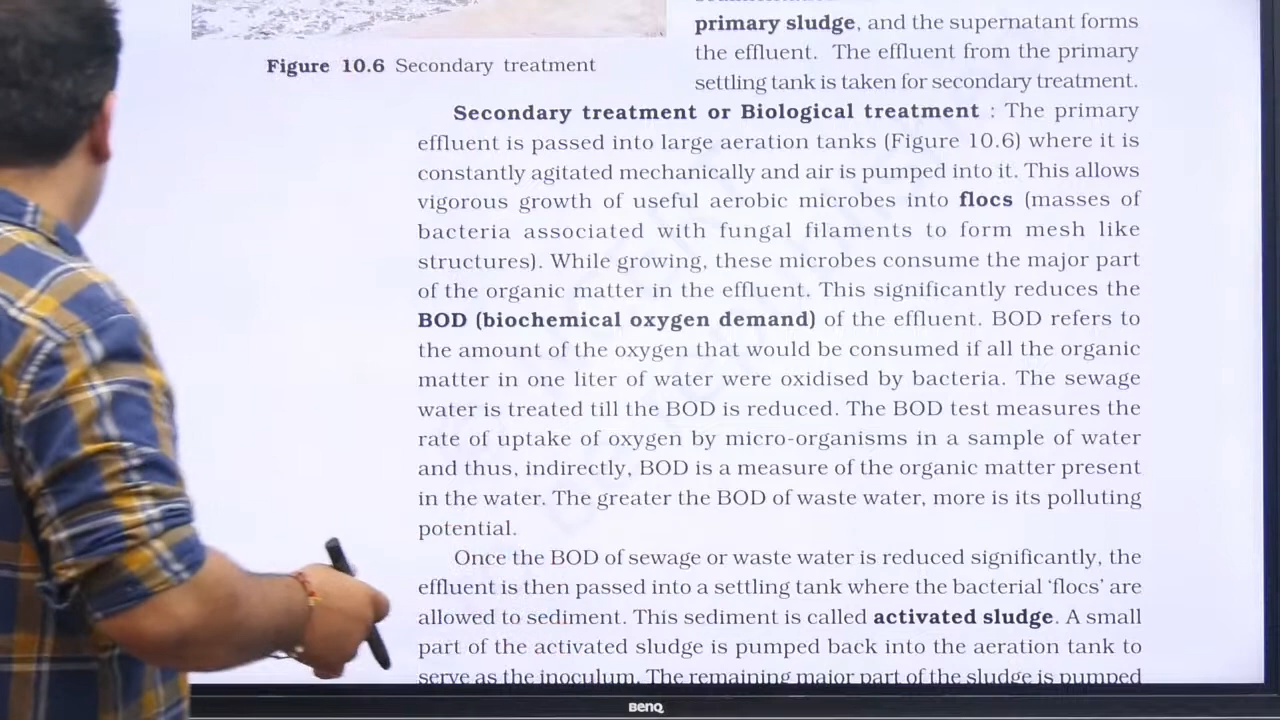 primary sludge, and the supernatant forms
the effluent. The effluent from the primary
settling tank is taken for secondary treatment.
Figure 10.6 Secondary treatment
Secondary treatment or Biological treatment : The primary
effluent is passed into large aeration tanks (Figure 10.6) where it is
constantly agitated mechanically and air is pumped into it. This allows
vigorous growth of useful aerobic microbes into flocs (masses of
bacteria associated with fungal filaments to form mesh like
structures). While growing, these microbes consume the major part
of the organic matter in the effluent. This significantly reduces the
BOD (biochemical oxygen demand) of the effluent. BOD refers to
the amount of the oxygen that would be consumed if all the organic
matter in one liter of water were oxidised by bacteria. The sewage
water is treated till the BOD is reduced. The BOD test measures the
rate of uptake of oxygen by micro-organisms in a sample of water
and thus, indirectly, BOD is a measure of the organic matter present
in the water. The greater the BOD of waste water, more is its polluting
potential.
Once the BOD of sewage or waste water is reduced significantly, the
effluent is then passed into a settling tank where the bacterial ‘flocs’ are
allowed to sediment. This sediment is called activated sludge. A small
part of the activated sludge is pumped back into the aeration tank to
serve as the inoculum. The remaining major part of the sludge is pumped
BenQ